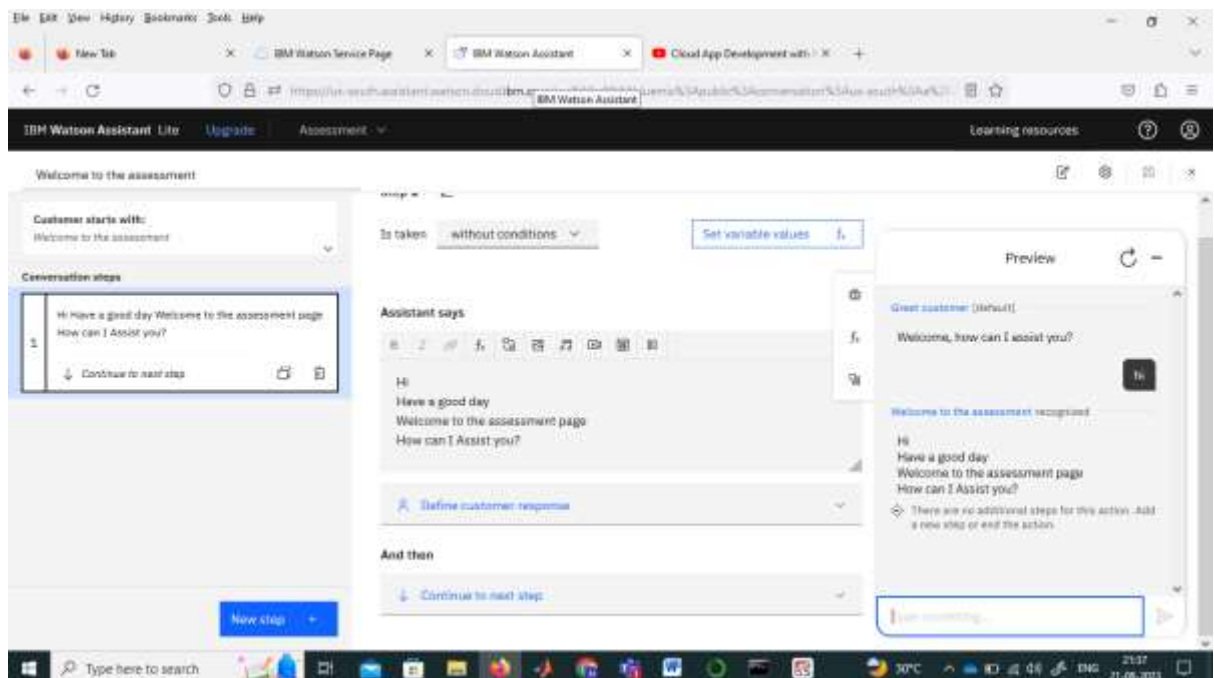 File Edit View History Bookmarks Tools Help
New Tab
IBM Watson Service Page
IBM Watson Assistant
Cloud App Development with
IBM Watson Assistant
IBM Watson Assistant Lite
Upgrade
Assessment
Learning resources
Welcome to the assessment
Customer starts with:
Welcome to the assessment
Conversation steps
1
Hi Have a good day Welcome to the assessment page
How can I Assist you?
Continue to next step
New step +
Is taken
without conditions
Set variable values
Assistant says
Hi
Have a good day
Welcome to the assessment page
How can I Assist you?
Define customer response
And then
Continue to next step
Preview
Greet customer [default]
Welcome, how can I assist you?
hi
Welcome to the assessment recognized
Hi
Have a good day
Welcome to the assessment page
How can I Assist you?
There are no additional steps for this action. Add
a new step or end the action.
Type something...
Type here to search
30°C
ENG
21:37